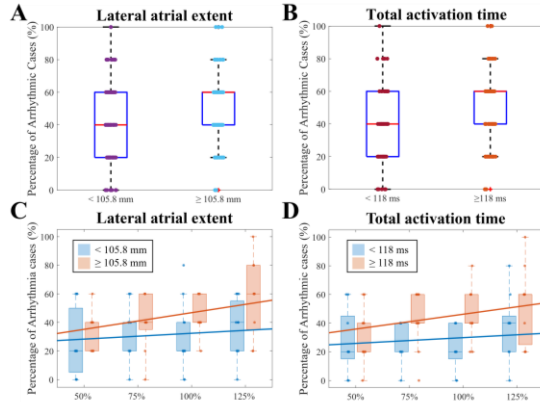 A
Lateral atrial extent
Percentage of Arrhythmic Cases (%)
100
80
60
40
20
0
< 105.8 mm
≥ 105.8 mm
B
Total activation time
Percentage of Arrhythmic Cases (%)
100
80
60
40
20
0
< 118 ms
≥118 ms
C
Lateral atrial extent
Percentage of Arrhythmia cases (%)
100
80
60
40
20
0
< 105.8 mm
≥ 105.8 mm
50%
75%
100%
125%
D
Total activation time
Percentage of Arrhythmia cases (%)
100
80
60
40
20
0
< 118 ms
≥ 118 ms
50%
75%
100%
125%